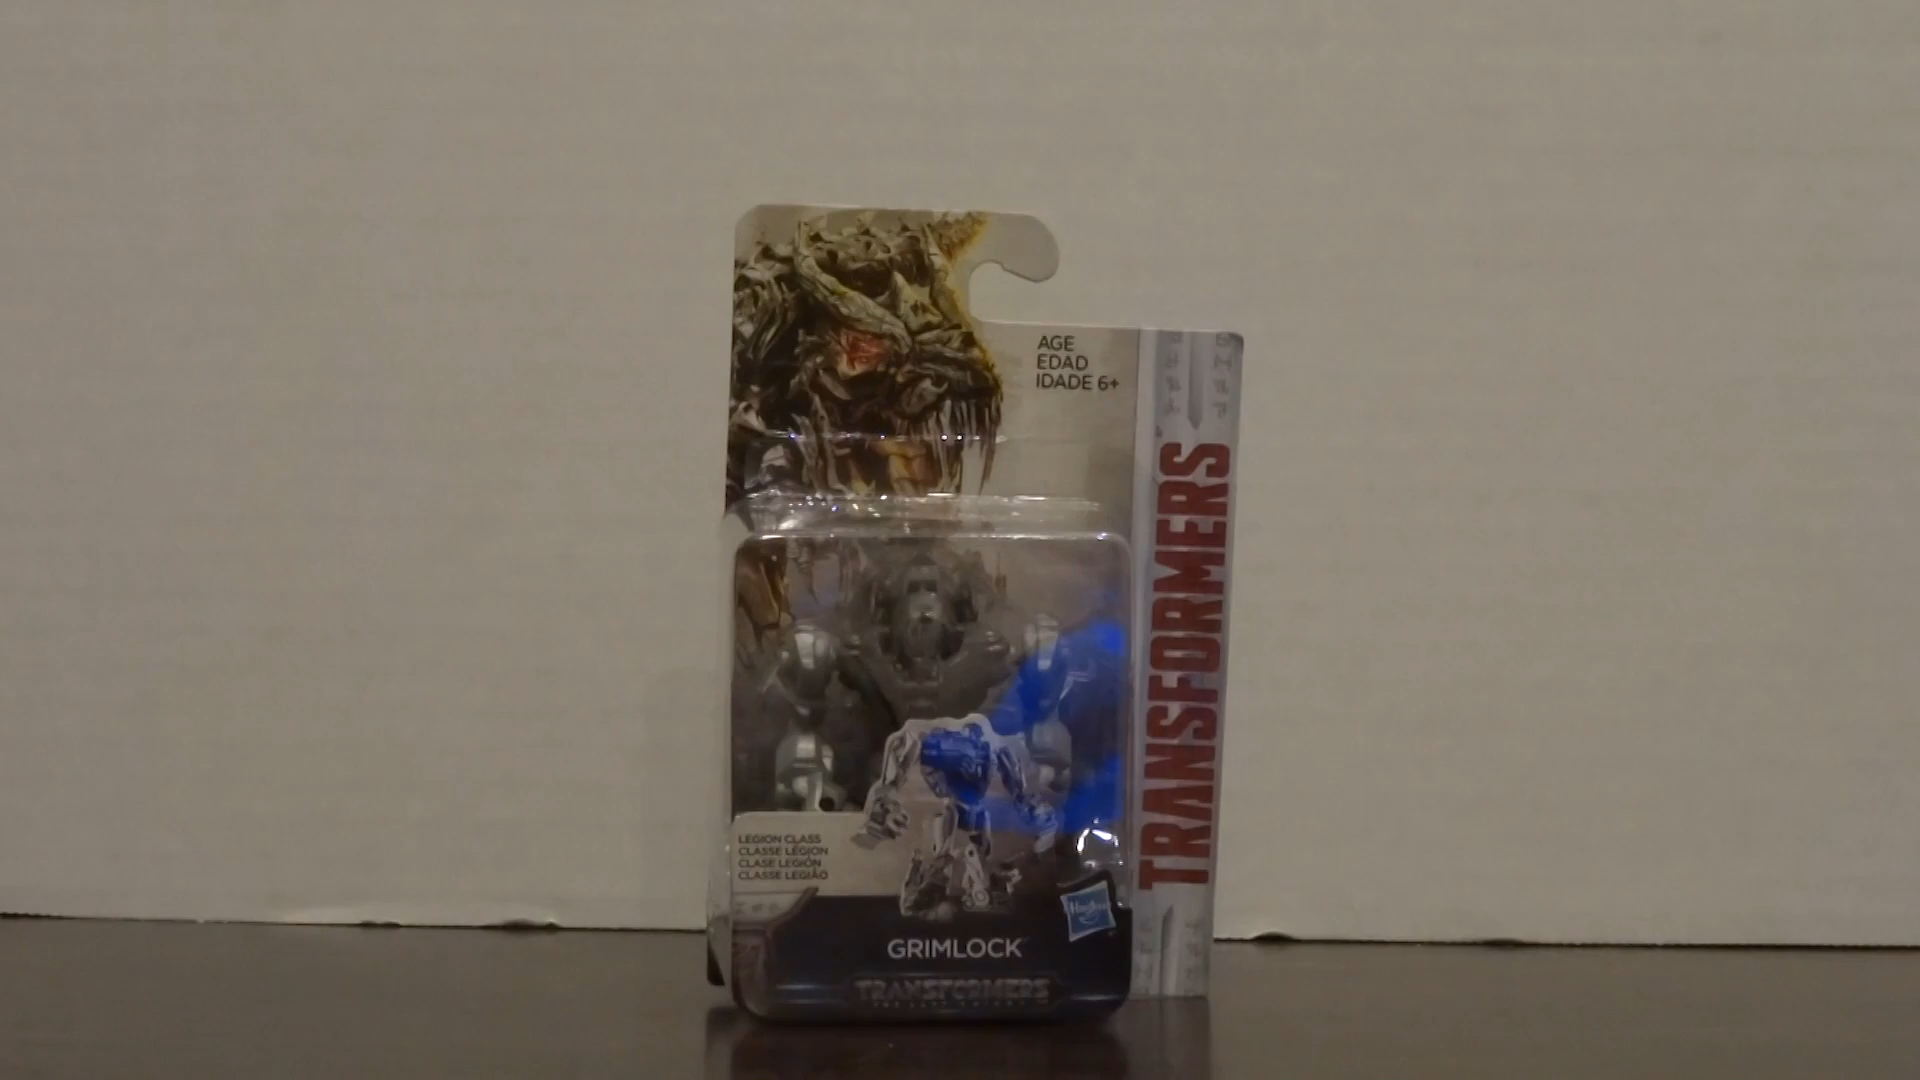 AGE
EDAD
IDADE 6+
TRANSFORMERS
LEGION CLASS
CLASSE LÉGION
CLASE LEGIÓN
CLASSE LEGIÃO
Hasbro
GRIMLOCK
TRANSFORMERS